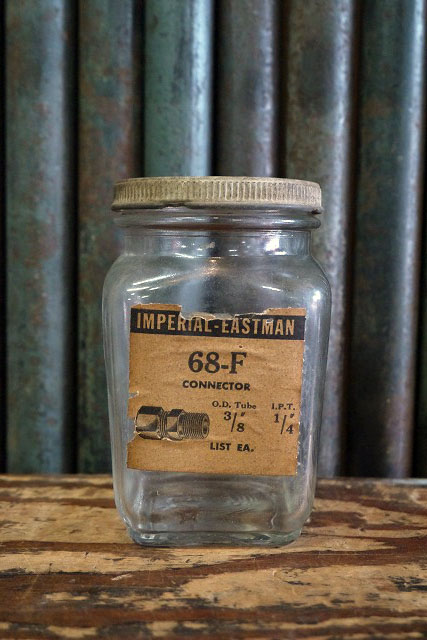 IMPERIAL-EASTMAN
68-F
CONNECTOR
O.D. Tube I.P.T.
3/8" 1/4"
LIST EA.